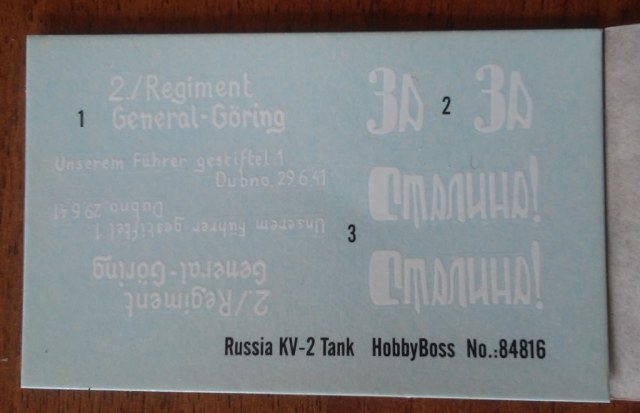 2./Regiment
General-Göring
1
ЗА
2
ЗА
Unserem Führer gestiftet 1
Dubno 29.6.41
Сталина!
Unserem Führer gestiftet 1
Dubno 29.6.41
3
2./Regiment
General-Göring
Сталина!
Russia KV-2 Tank HobbyBoss No.:84816